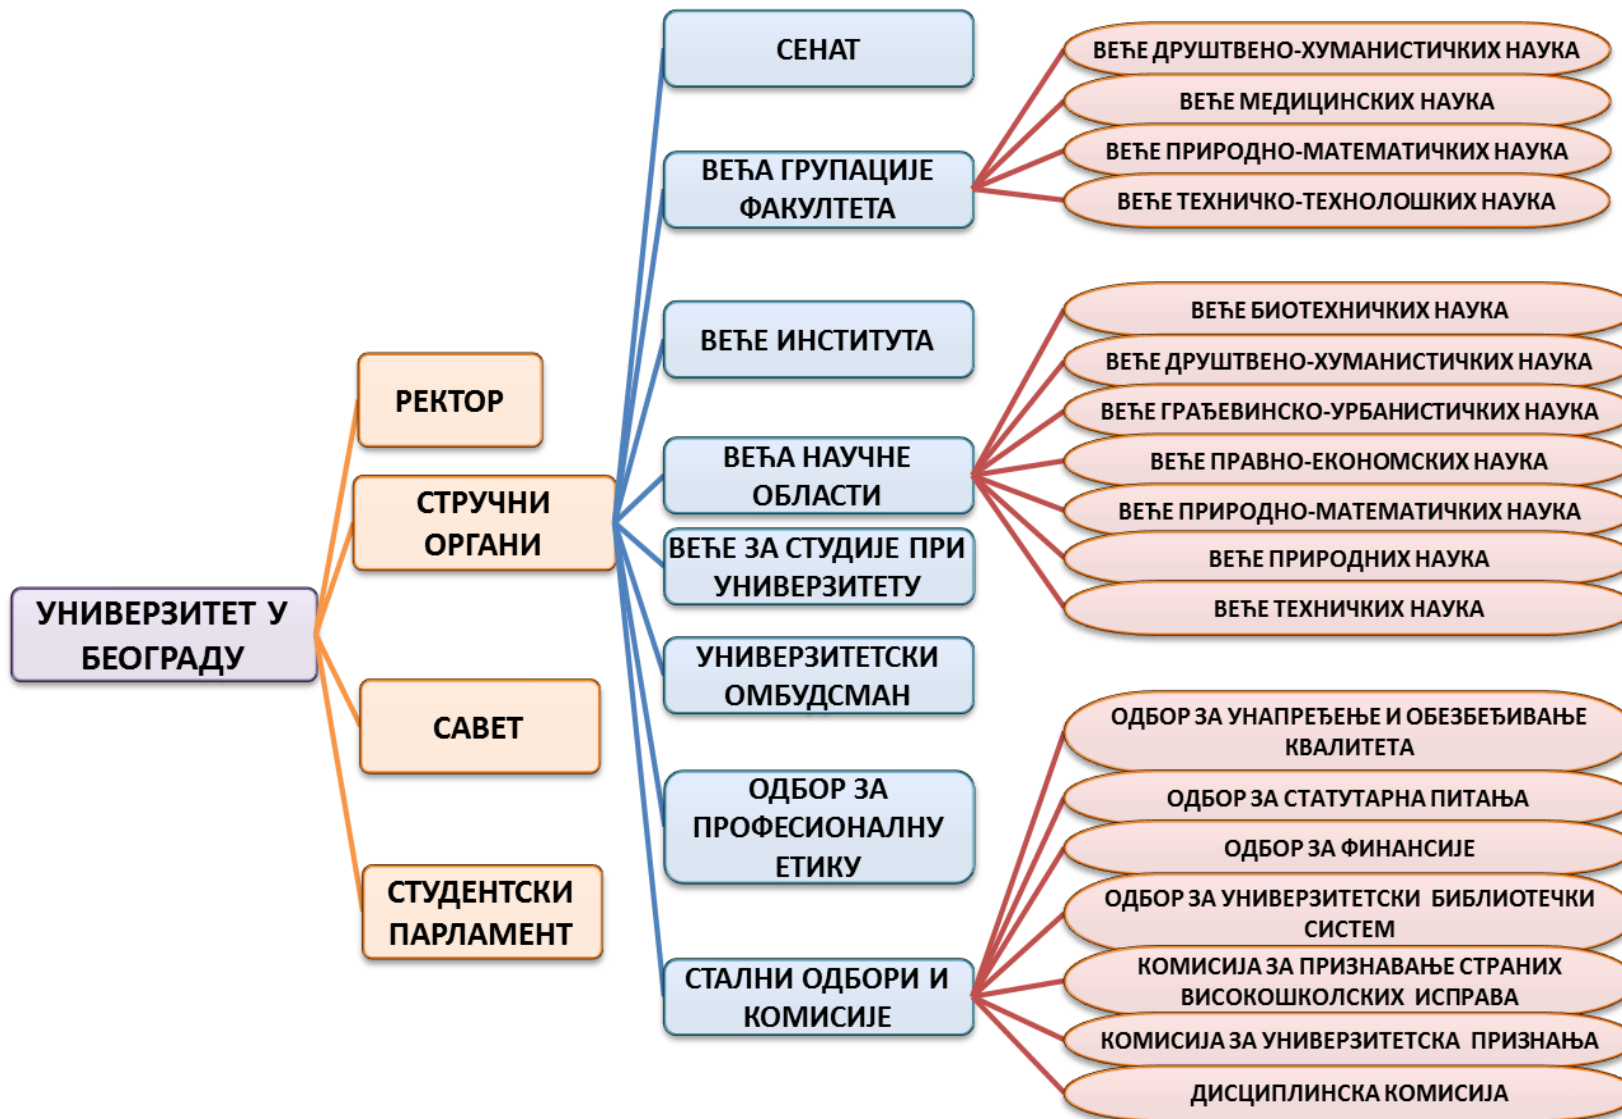 УНИВЕРЗИТЕТ У
БЕОГРАДУ
РЕКТОР
СТРУЧНИ
ОРГАНИ
САВЕТ
СТУДЕНТСКИ
ПАРЛАМЕНТ
СЕНАТ
ВЕЋА ГРУПАЦИЈЕ
ФАКУЛТЕТА
ВЕЋЕ ИНСТИТУТА
ВЕЋА НАУЧНЕ
ОБЛАСТИ
ВЕЋЕ ЗА СТУДИЈЕ ПРИ
УНИВЕРЗИТЕТУ
УНИВЕРЗИТЕТСКИ
ОМБУДСМАН
ОДБОР ЗА
ПРОФЕСИОНАЛНУ
ЕТИКУ
СТАЛНИ ОДБОРИ И
КОМИСИЈЕ
ВЕЋЕ ДРУШТВЕНО-ХУМАНИСТИЧКИХ НАУКА
ВЕЋЕ МЕДИЦИНСКИХ НАУКА
ВЕЋЕ ПРИРОДНО-МАТЕМАТИЧКИХ НАУКА
ВЕЋЕ ТЕХНИЧКО-ТЕХНОЛОШКИХ НАУКА
ВЕЋЕ БИОТЕХНИЧКИХ НАУКА
ВЕЋЕ ДРУШТВЕНО-ХУМАНИСТИЧКИХ НАУКА
ВЕЋЕ ГРАЂЕВИНСКО-УРБАНИСТИЧКИХ НАУКА
ВЕЋЕ ПРАВНО-ЕКОНОМСКИХ НАУКА
ВЕЋЕ ПРИРОДНО-МАТЕМАТИЧКИХ НАУКА
ВЕЋЕ ПРИРОДНИХ НАУКА
ВЕЋЕ ТЕХНИЧКИХ НАУКА
ОДБОР ЗА УНАПРЕЂЕЊЕ И ОБЕЗБЕЂИВАЊЕ
КВАЛИТЕТА
ОДБОР ЗА СТАТУТАРНА ПИТАЊА
ОДБОР ЗА ФИНАНСИЈЕ
ОДБОР ЗА УНИВЕРЗИТЕТСКИ БИБЛИОТЕЧКИ
СИСТЕМ
КОМИСИЈА ЗА ПРИЗНАВАЊЕ СТРАНИХ
ВИСОКОШКОЛСКИХ ИСПРАВА
КОМИСИЈА ЗА УНИВЕРЗИТЕТСКА ПРИЗНАЊА
ДИСЦИПЛИНСКА КОМИСИЈА